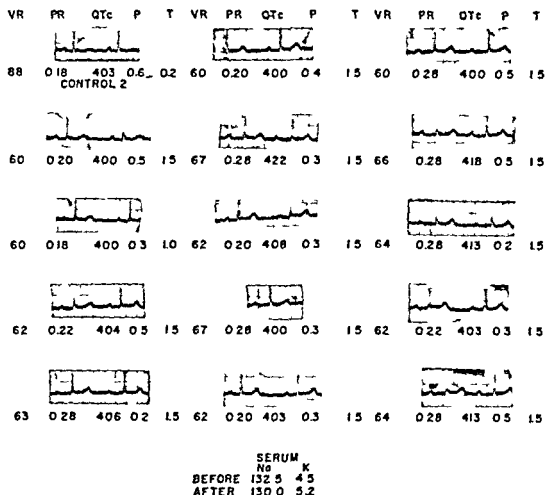 VR PR QTc P T VR PR QTc P T VR PR QTc P T
88 0.18 403 0.6 0.2 60 0.20 400 0.4 1.5 60 0.28 400 0.5 1.5
CONTROL 2
60 0.20 400 0.5 1.5 67 0.28 422 0.3 1.5 66 0.28 418 0.5 1.5
60 0.18 400 0.3 1.0 62 0.20 408 0.3 1.5 64 0.28 413 0.2 1.5
62 0.22 404 0.5 1.5 67 0.28 400 0.3 1.5 62 0.22 403 0.3 1.5
63 0.28 406 0.2 1.5 62 0.20 403 0.3 1.5 64 0.28 413 0.5 1.5
SERUM
Na K
BEFORE 132.5 4.5
AFTER 130.0 5.2